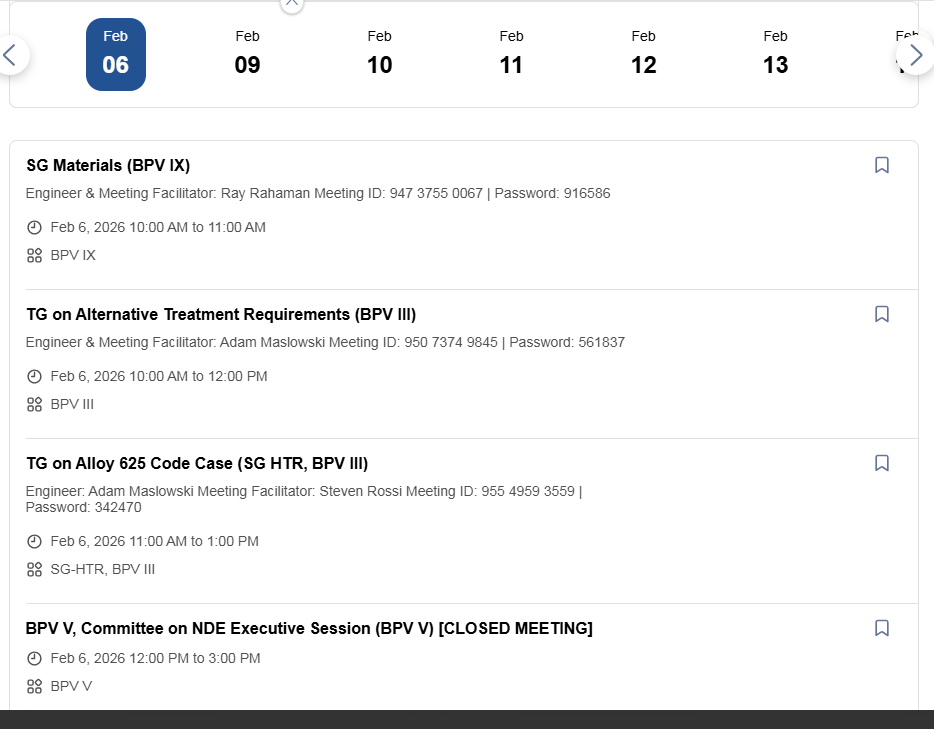 Feb Feb Feb Feb Feb Feb
06 09 10 11 12 13
SG Materials (BPV IX)
Engineer & Meeting Facilitator: Ray Rahaman Meeting ID: 947 3755 0067 | Password: 916586
Feb 6, 2026 10:00 AM to 11:00 AM
BPV IX
TG on Alternative Treatment Requirements (BPV III)
Engineer & Meeting Facilitator: Adam Maslowski Meeting ID: 950 7374 9845 | Password: 561837
Feb 6, 2026 10:00 AM to 12:00 PM
BPV III
TG on Alloy 625 Code Case (SG HTR, BPV III)
Engineer: Adam Maslowski Meeting Facilitator: Steven Rossi Meeting ID: 955 4959 3559 |
Password: 342470
Feb 6, 2026 11:00 AM to 1:00 PM
SG-HTR, BPV III
BPV V, Committee on NDE Executive Session (BPV V) [CLOSED MEETING]
Feb 6, 2026 12:00 PM to 3:00 PM
BPV V